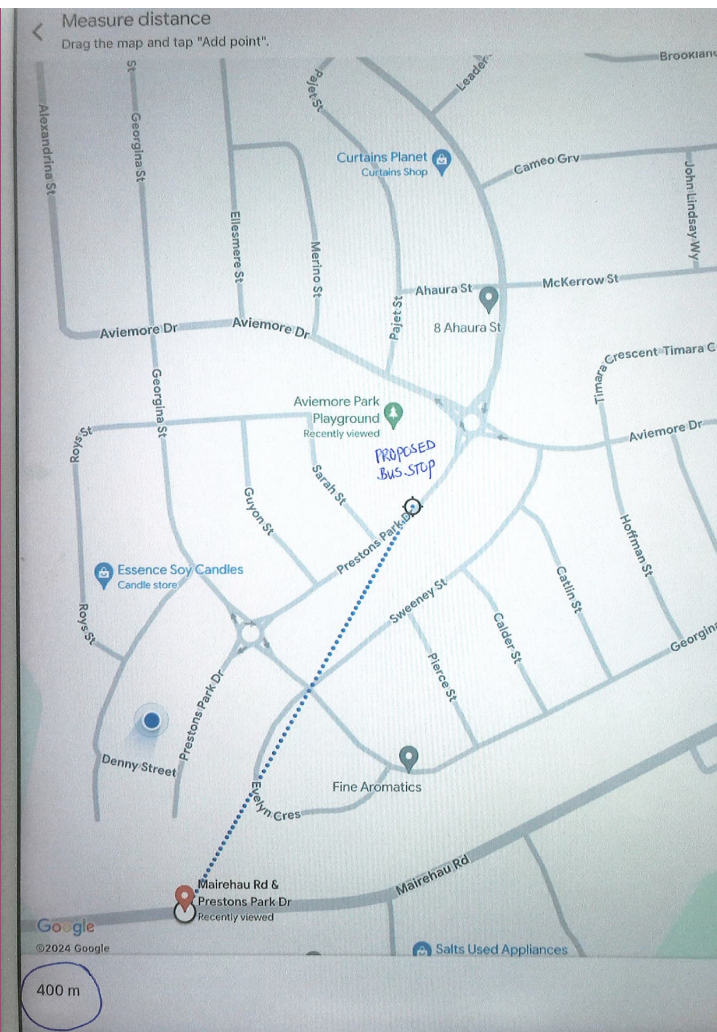 Measure distance
Drag the map and tap "Add point".
Brookland
St
Pajet St
Leader
Alexandrina St
Georgina St
Curtains Planet
Curtains Shop
Cameo Grv
John Lindsay Wy
Ellesmere St
Merino St
Ahaura St
McKerrow St
Pajet St
8 Ahaura St
Aviemore Dr
Aviemore Dr
Timara Crescent
Timara C
Georgina St
Aviemore Park
Playground
Recently viewed
Aviemore Dr
Roys St
PROPOSED
BUS STOP
Sarah St
Guyon St
Prestons Park Dr
Hoffman St
Essence Soy Candles
Candle store
Catlin St
Sweeney St
Roys St
Calder St
Georgina
Pierce St
Prestons Park Dr
Denny Street
Evelyn Cres
Fine Aromatics
Mairehau Rd
Mairehau Rd &
Prestons Park Dr
Recently viewed
Google
©2024 Google
Salts Used Appliances
400 m